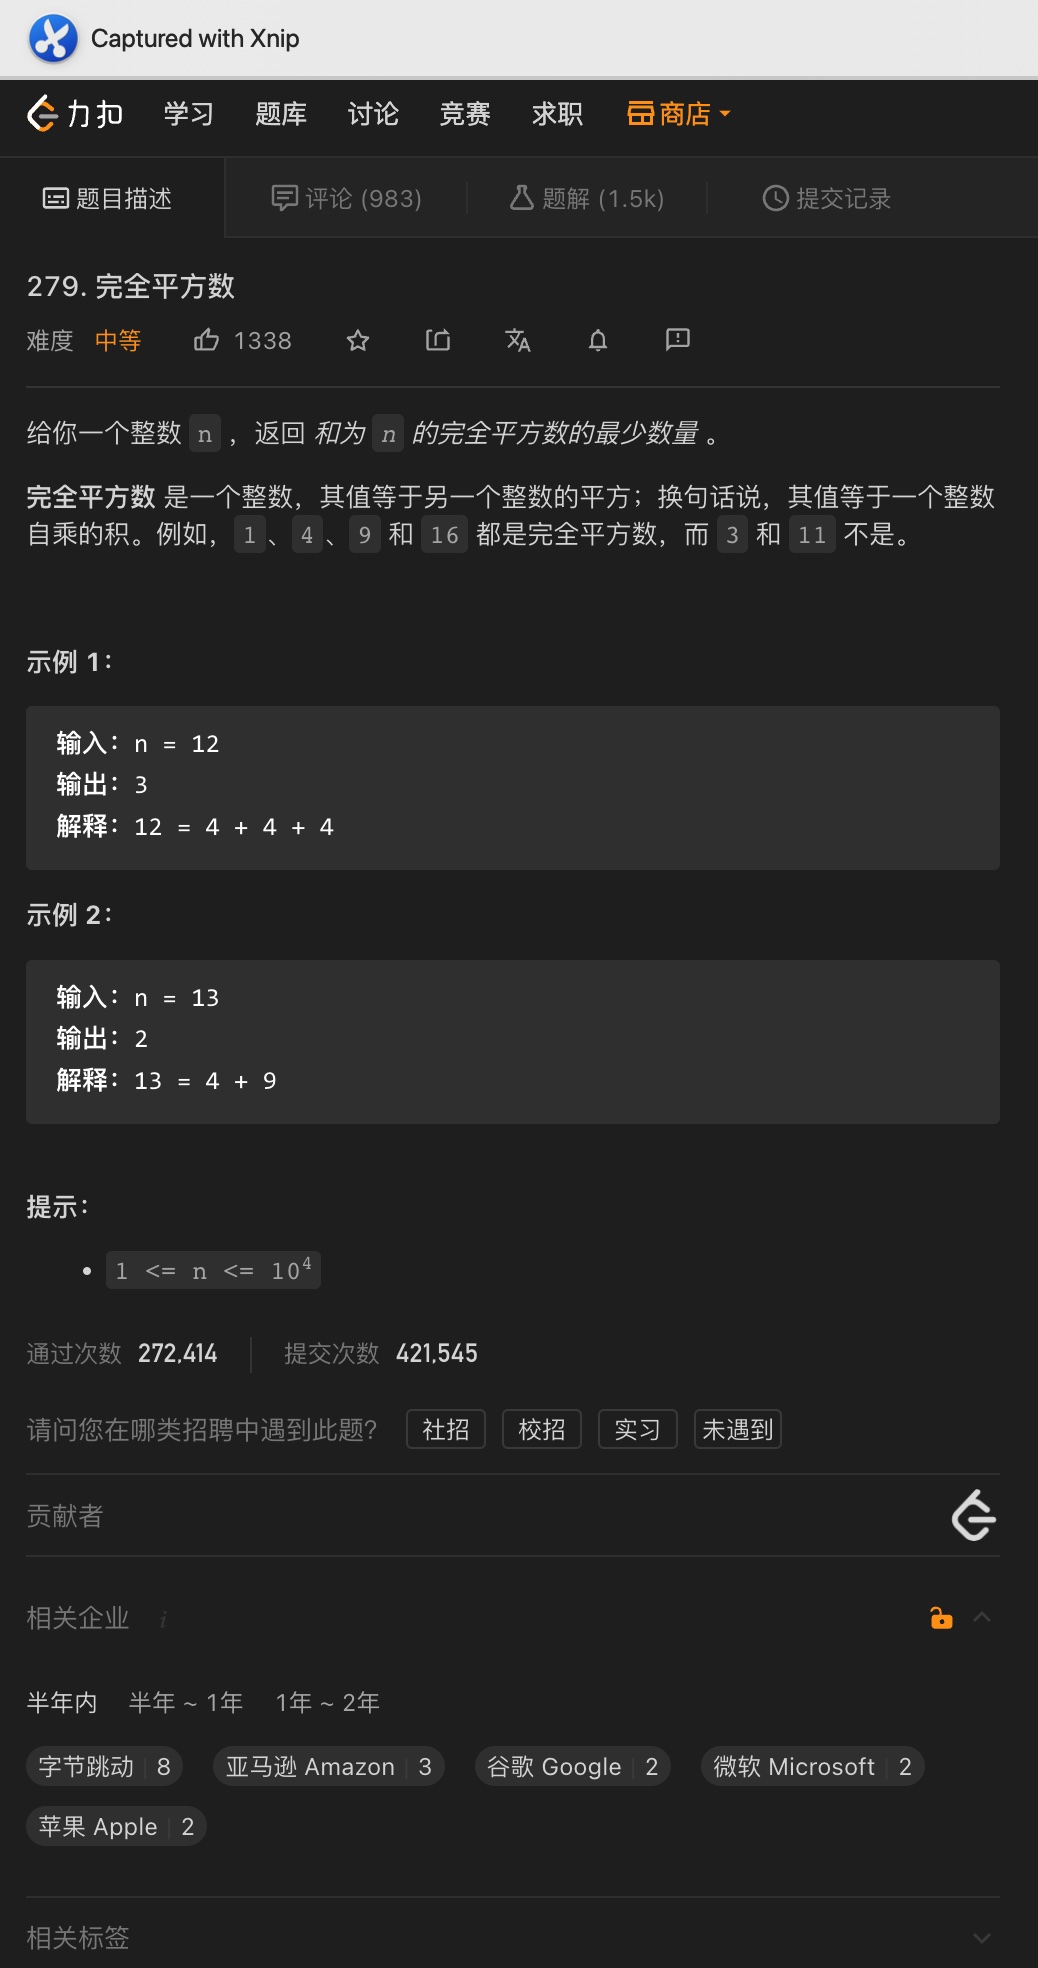 Captured with Xnip
力扣 学习 题库 讨论 竞赛 求职 商店
题目描述 评论 (983) 题解 (1.5k) 提交记录
279. 完全平方数
难度 中等 1338
给你一个整数 n ，返回 和为 n 的完全平方数的最少数量 。
完全平方数 是一个整数，其值等于另一个整数的平方；换句话说，其值等于一个整数
自乘的积。例如，1、4、9 和 16 都是完全平方数，而 3 和 11 不是。
示例 1：
输入：n = 12
输出：3
解释：12 = 4 + 4 + 4
示例 2：
输入：n = 13
输出：2
解释：13 = 4 + 9
提示：
• 1 <= n <= 10⁴
通过次数 272,414 提交次数 421,545
请问您在哪类招聘中遇到此题？ 社招 校招 实习 未遇到
贡献者
相关企业 i
半年内 半年 ~ 1年 1年 ~ 2年
字节跳动 8 亚马逊 Amazon 3 谷歌 Google 2 微软 Microsoft 2
苹果 Apple 2
相关标签